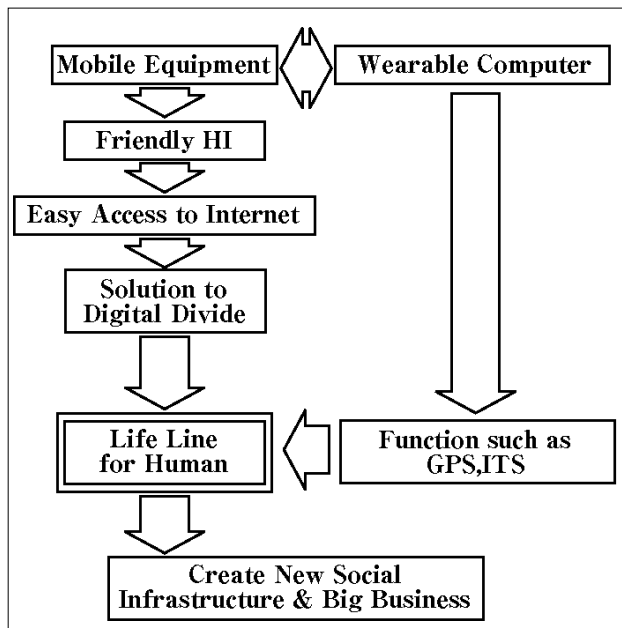 Mobile Equipment
Wearable Computer
Friendly HI
Easy Access to Internet
Solution to
Digital Divide
Life Line
for Human
Function such as
GPS,ITS
Create New Social
Infrastructure & Big Business